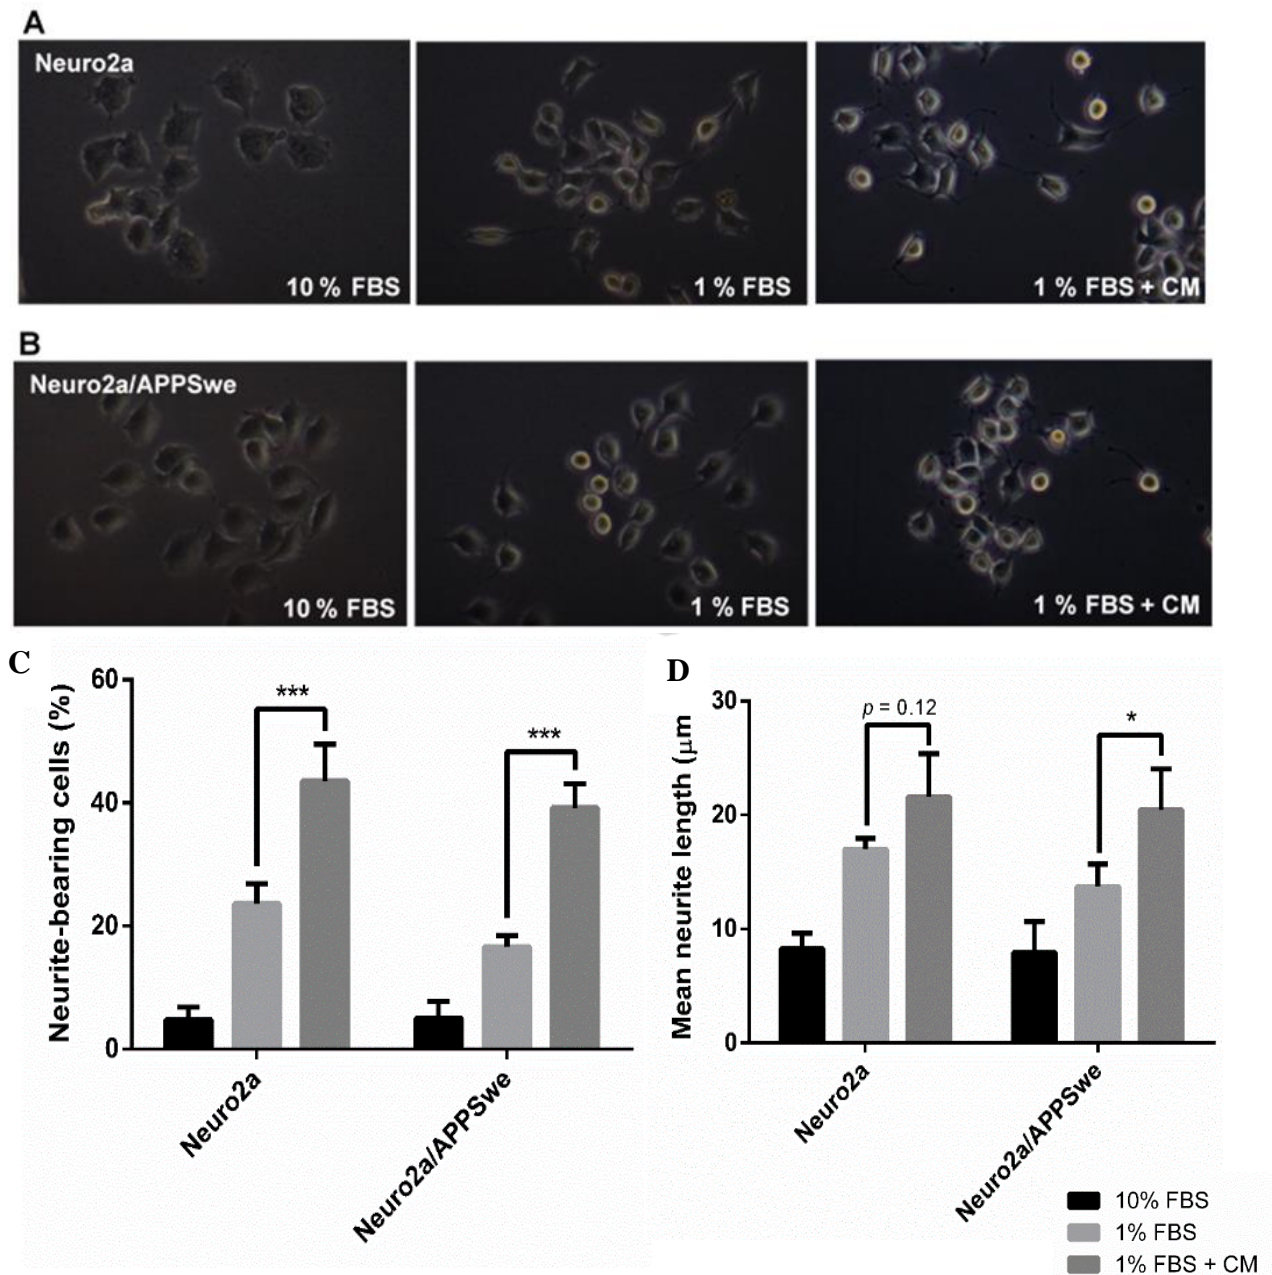 A
Neuro2a
10 % FBS
1 % FBS
1 % FBS + CM
B
Neuro2a/APPSwe
10 % FBS
1 % FBS
1 % FBS + CM
C
Neurite-bearing cells (%)
60
40
20
0
***
***
Neuro2a
Neuro2a/APPSwe
D
Mean neurite length (μm
30
20
10
0
p = 0.12
*
Neuro2a
Neuro2a/APPSwe
10% FBS
1% FBS
1% FBS + CM